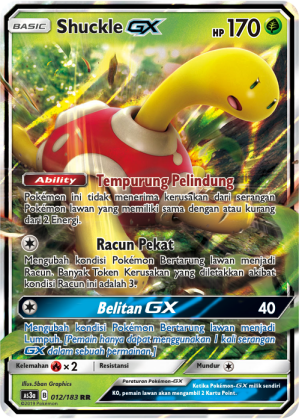 BASIC Shuckle GX HP 170
Ability Tempurung Pelindung
Pokémon ini tidak menerima kerusakan dari serangan
Pokémon lawan yang memiliki sama dengan atau kurang
dari 2 Energi.
Racun Pekat
Mengubah kondisi Pokémon Bertarung lawan menjadi
Racun. Banyak Token Kerusakan yang diletakkan akibat
kondisi Racun ini adalah 3.
Belitan GX 40
Mengubah kondisi Pokémon Bertarung lawan menjadi
Lumpuh. [Pemain hanya dapat menggunakan 1 kali serangan
GX dalam sebuah permainan.]
Kelemahan ×2 Resistansi Mundur
Illus. 5ban Graphics
AS3a D 012/183 RR
©2019 Pokémon
Peraturan Pokémon-GX
Ketika Pokémon-GX milik sendiri
KO, pemain lawan akan mengambil 2 Kartu Point.